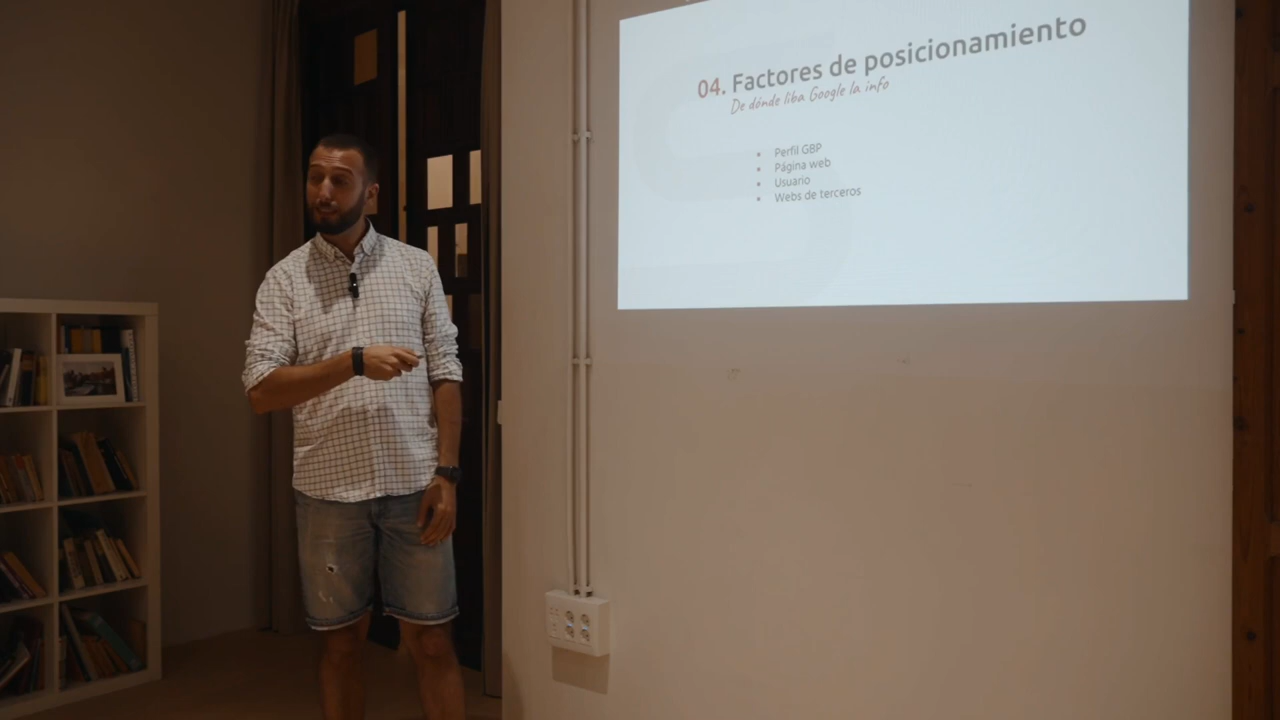 04. Factores de posicionamiento
De dónde liba Google la info
Perfil GBP
Página web
Usuario
Webs de terceros